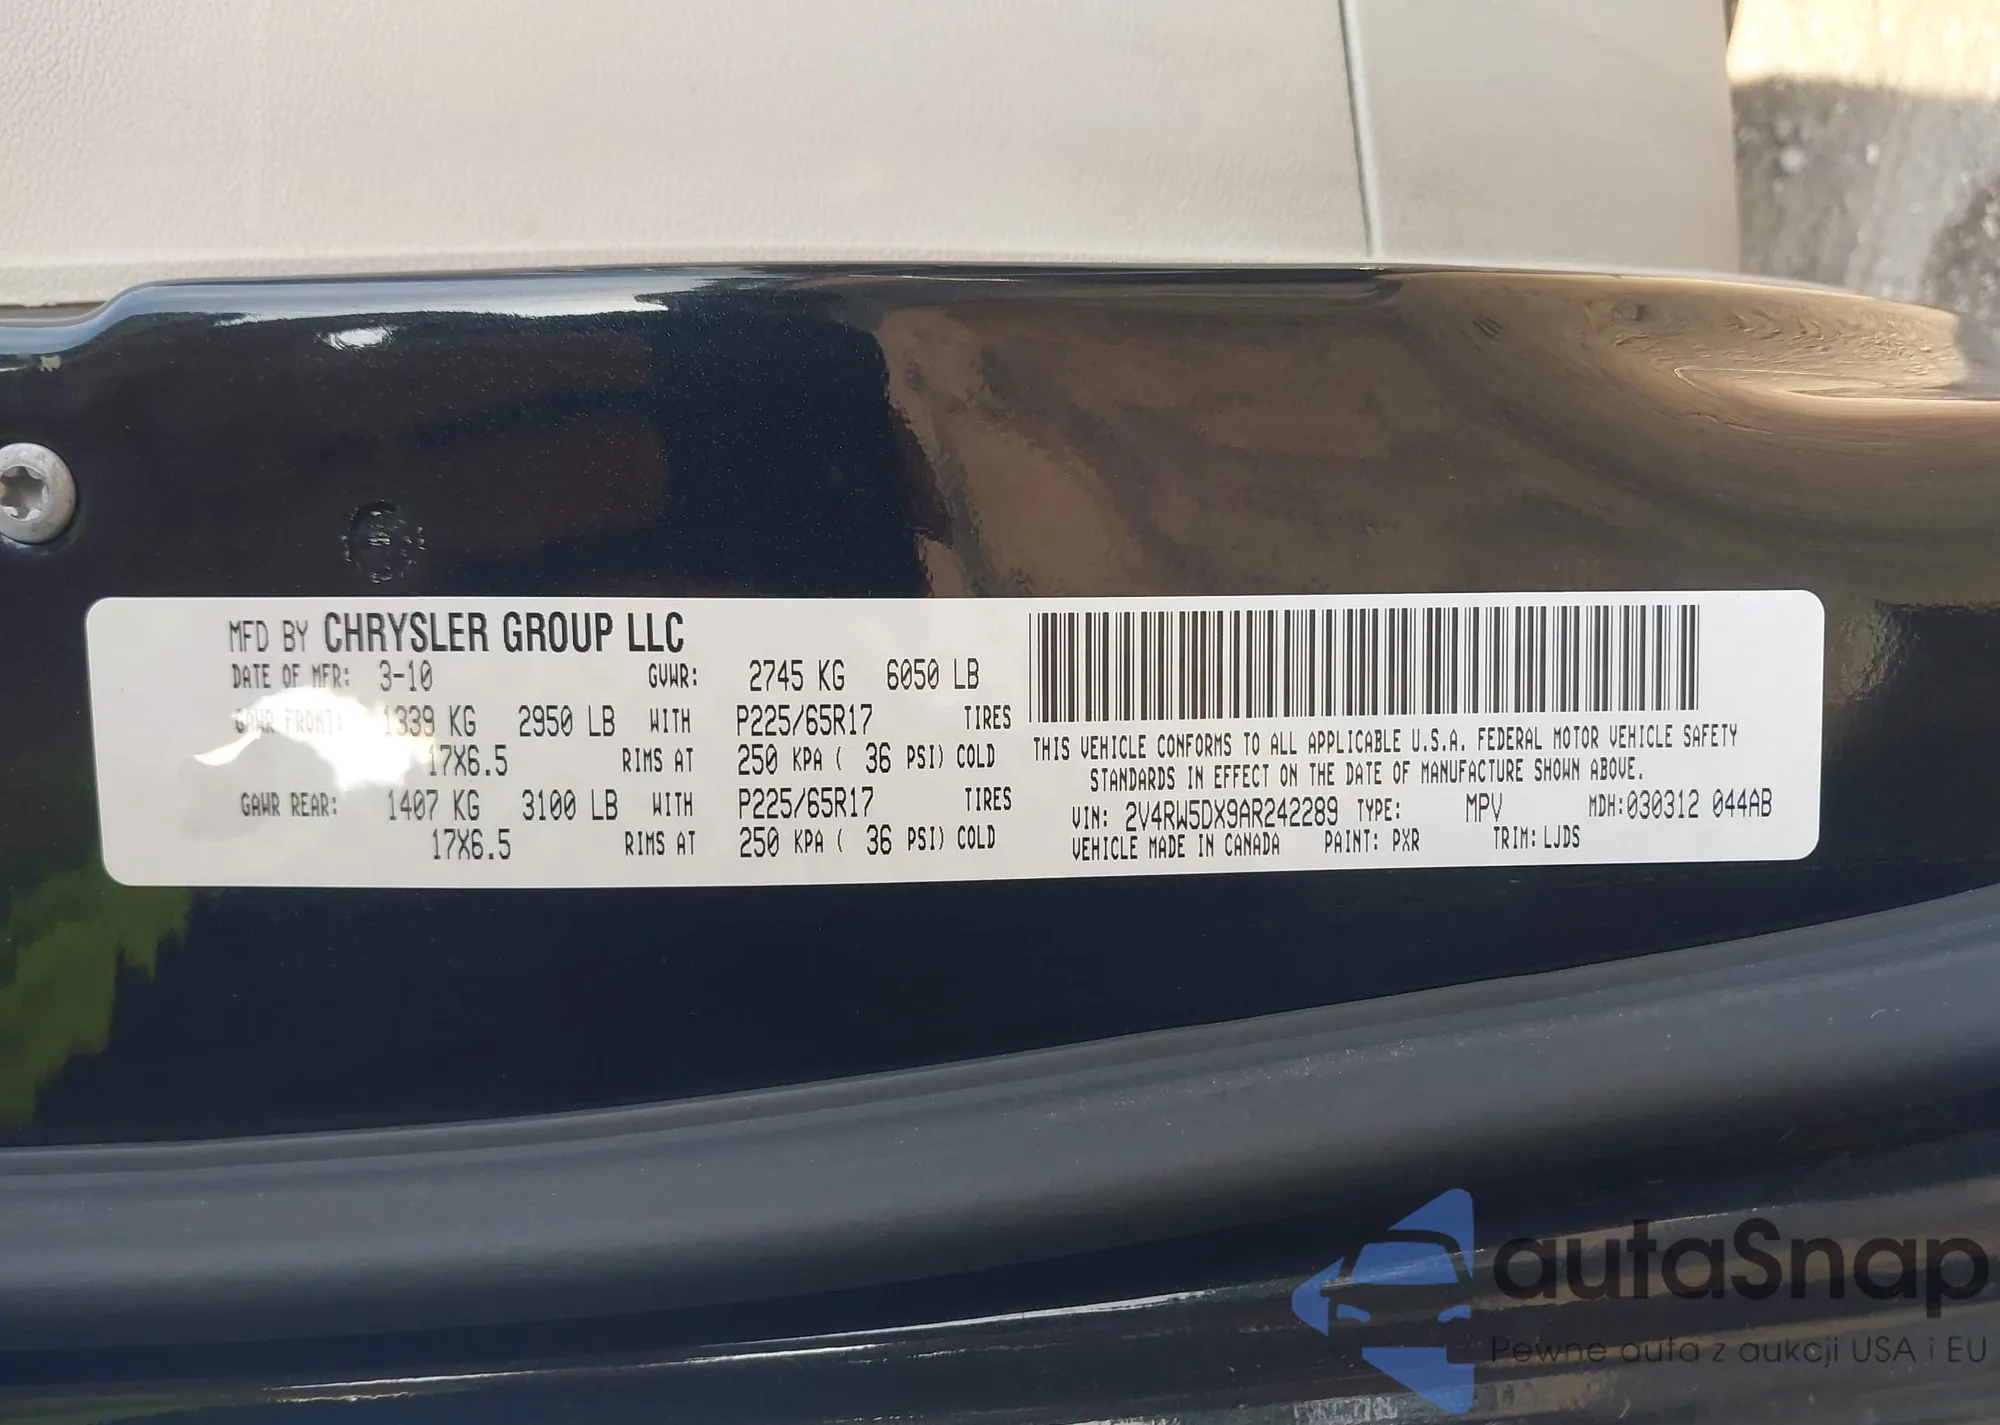 MFD BY CHRYSLER GROUP LLC
DATE OF MFR: 3-10 GVWR: 2745 KG 6050 LB
GAWR FRONT: 1339 KG 2950 LB WITH P225/65R17 TIRES
17X6.5 RIMS AT 250 KPA ( 36 PSI) COLD
GAWR REAR: 1407 KG 3100 LB WITH P225/65R17 TIRES
17X6.5 RIMS AT 250 KPA ( 36 PSI) COLD
THIS VEHICLE CONFORMS TO ALL APPLICABLE U.S.A. FEDERAL MOTOR VEHICLE SAFETY
STANDARDS IN EFFECT ON THE DATE OF MANUFACTURE SHOWN ABOVE.
VIN: 2V4RW5DX9AR242289 TYPE: MPV MDH:030312 044AB
VEHICLE MADE IN CANADA PAINT: PXR TRIM: LJDS
autaSnap
Pewne auta z aukcji USA i EU